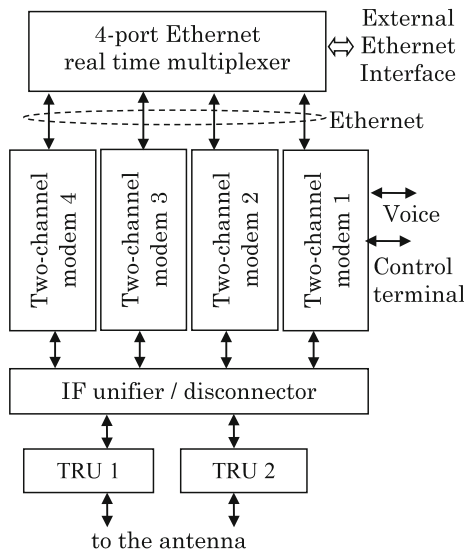 4-port Ethernet
real time multiplexer
External
Ethernet
Interface
Ethernet
Two-channel
modem 4
Two-channel
modem 3
Two-channel
modem 2
Two-channel
modem 1
Voice
Control
terminal
IF unifier / disconnector
TRU 1
TRU 2
to the antenna